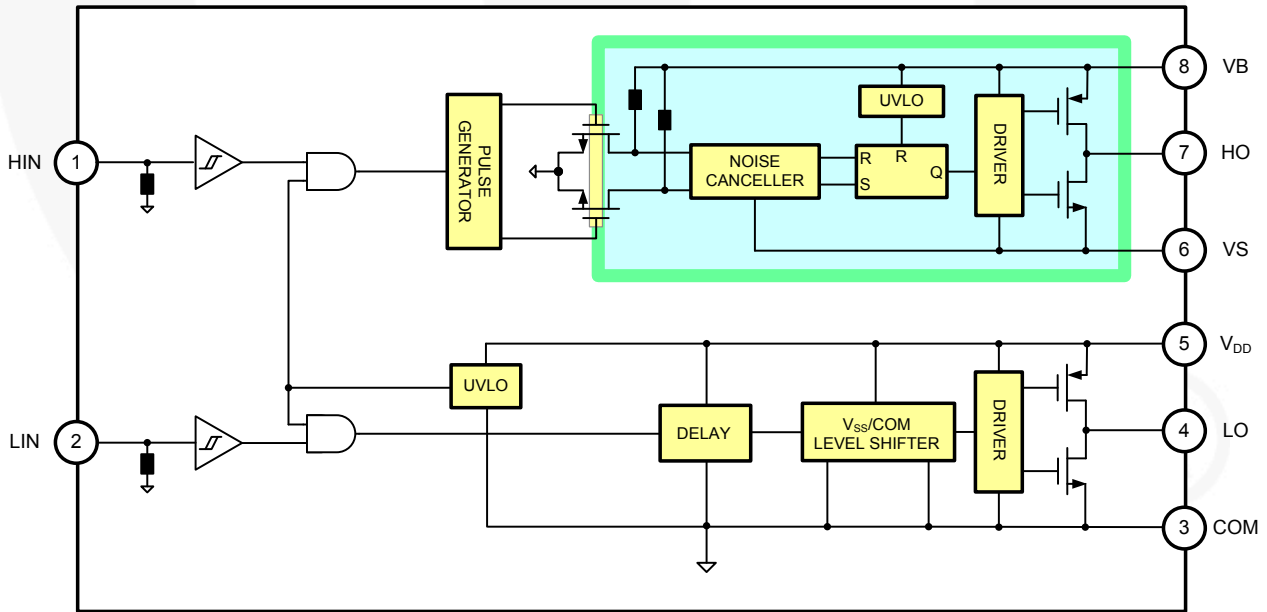 8 VB
UVLO
HIN 1
PULSE
GENERATOR
NOISE
CANCELLER
R
S
R
Q
DRIVER
7 HO
6 VS
5 VDD
UVLO
LIN 2
DELAY
VSS/COM
LEVEL SHIFTER
DRIVER
4 LO
3 COM